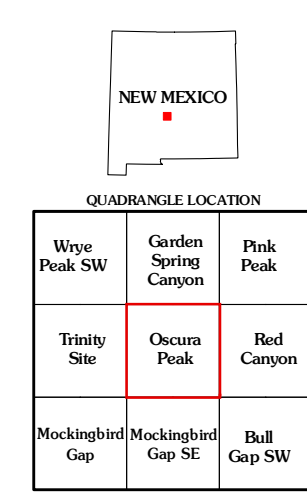 NEW MEXICO
QUADRANGLE LOCATION
Wrye
Peak SW
Garden
Spring
Canyon
Pink
Peak
Trinity
Site
Oscura
Peak
Red
Canyon
Mockingbird
Gap
Mockingbird
Gap SE
Bull
Gap SW